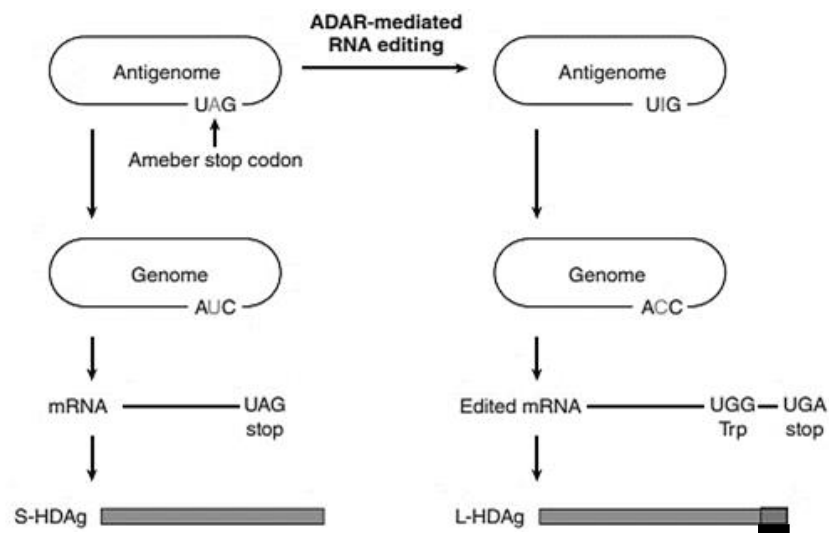 ADAR-mediated
RNA editing
Antigenome
UAG
Ameber stop codon
Antigenome
UIG
Genome
AUC
Genome
ACC
mRNA
UAG
stop
Edited mRNA
UGG
UGA
Trp
stop
S-HDAg
L-HDAg